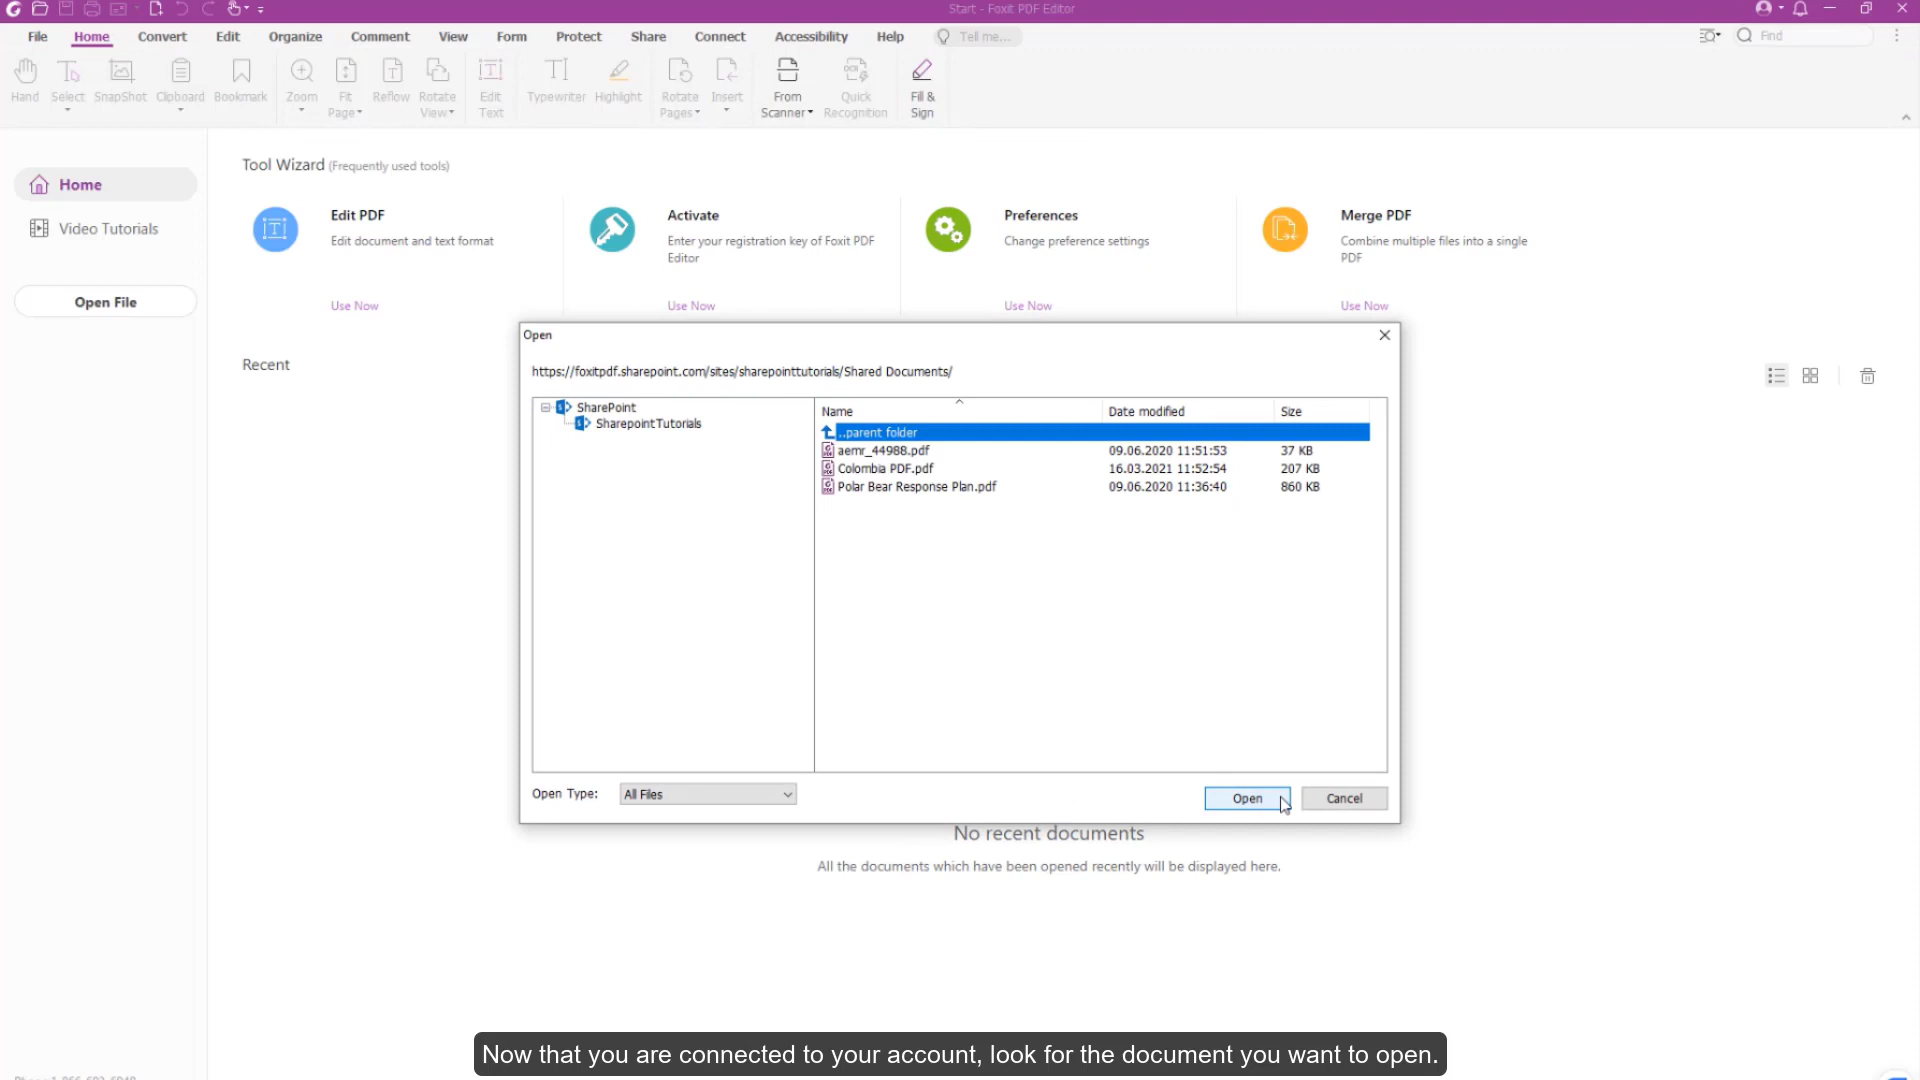 Start - Foxit PDF Editor
File Home Convert Edit Organize Comment View Form Protect Share Connect Accessibility Help Tell me... Find
Hand Select SnapShot Clipboard Bookmark Zoom Fit Page Reflow Rotate View Edit Text Typewriter Highlight Rotate Pages Insert From Scanner Quick Recognition Fill & Sign
Home
Video Tutorials
Open File
Tool Wizard (Frequently used tools)
Edit PDF
Edit document and text format
Use Now
Activate
Enter your registration key of Foxit PDF
Editor
Use Now
Preferences
Change preference settings
Use Now
Merge PDF
Combine multiple files into a single
PDF
Use Now
Recent
Open
https://foxitpdf.sharepoint.com/sites/sharepointtutorials/Shared Documents/
SharePoint
SharepointTutorials
Name Date modified Size
..parent folder
aemr_44988.pdf 09.06.2020 11:51:53 37 KB
Colombia PDF.pdf 16.03.2021 11:52:54 207 KB
Polar Bear Response Plan.pdf 09.06.2020 11:36:40 860 KB
Open Type: All Files Open Cancel
No recent documents
All the documents which have been opened recently will be displayed here.
Now that you are connected to your account, look for the document you want to open.